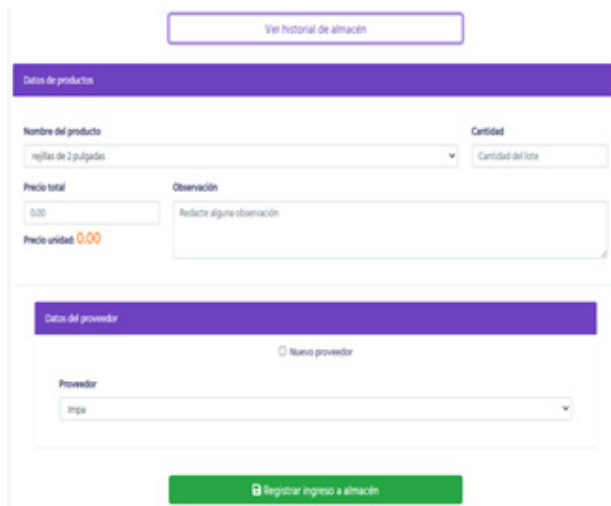 Ver historial de almacén
Datos de productos
Nombre del producto
Cantidad
rejillas de 2 pulgadas
Cantidad del lote
Precio total
Observación
0.00
Redacte alguna observación
Precio unidad: 0.00
Datos del proveedor
Nuevo proveedor
Proveedor
Impa
Registrar ingreso a almacén